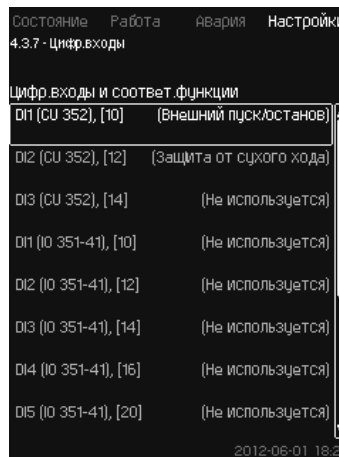 Состояние Работа Авария Настройки
4.3.7 - Цифр.входы
Цифр.входы и соответ.функции
DI1 (CU 352), [10] (Внешний пуск/останов)
DI2 (CU 352), [12] (Защита от сухого хода)
DI3 (CU 352), [14] (Не используется)
DI1 (IO 351-41), [10] (Не используется)
DI2 (IO 351-41), [12] (Не используется)
DI3 (IO 351-41), [14] (Не используется)
DI4 (IO 351-41), [16] (Не используется)
DI5 (IO 351-41), [20] (Не используется)
2012-06-01 18:2